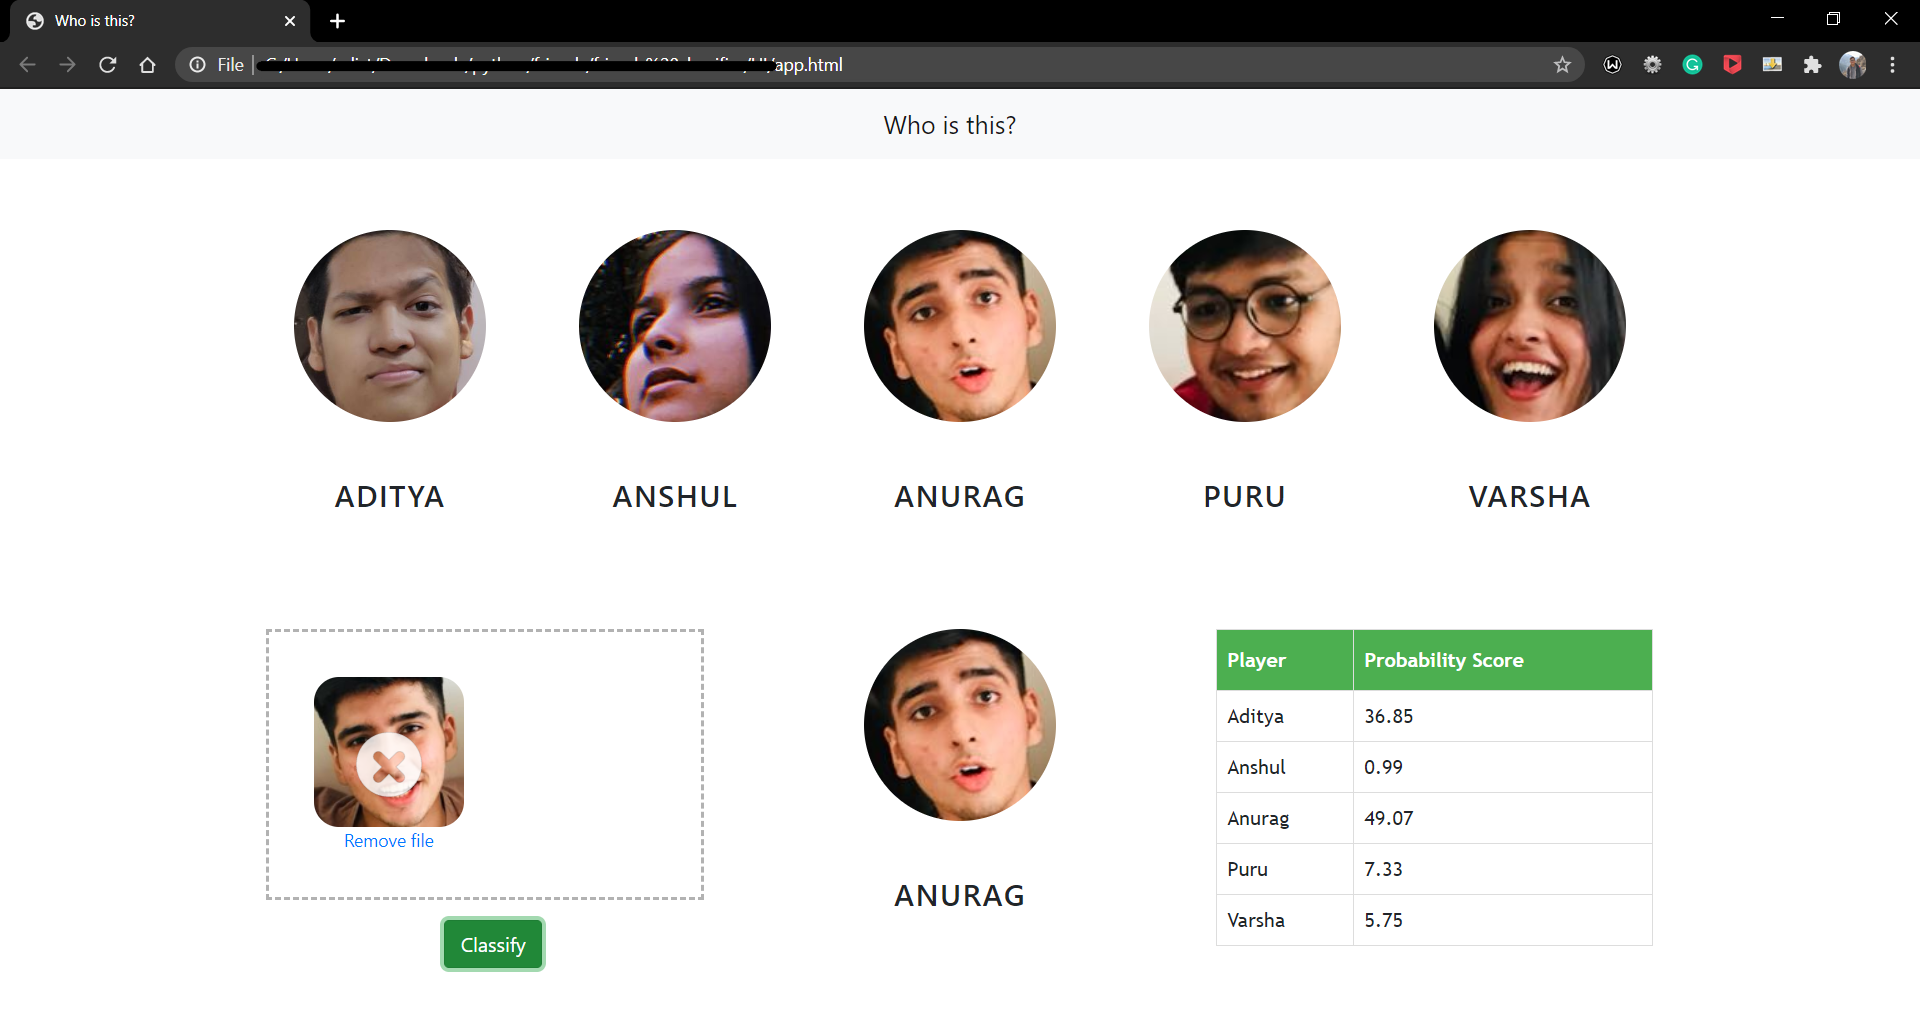 Who is this?
File
app.html
Who is this?
ADITYA
ANSHUL
ANURAG
PURU
VARSHA
Remove file
Classify
ANURAG
Player Probability Score
Aditya 36.85
Anshul 0.99
Anurag 49.07
Puru 7.33
Varsha 5.75